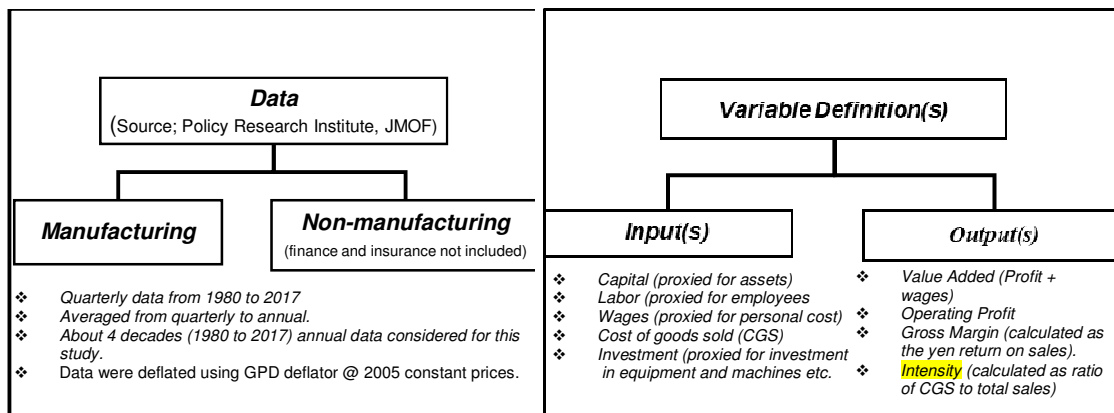 Data
(Source; Policy Research Institute, JMOF)
Manufacturing
Non-manufacturing
(finance and insurance not included)
❖ Quarterly data from 1980 to 2017
❖ Averaged from quarterly to annual.
❖ About 4 decades (1980 to 2017) annual data considered for this
study.
❖ Data were deflated using GPD deflator @ 2005 constant prices.
Variable Definition(s)
Input(s)
Output(s)
❖ Capital (proxied for assets)
❖ Labor (proxied for employees
❖ Wages (proxied for personal cost)
❖ Cost of goods sold (CGS)
❖ Investment (proxied for investment
in equipment and machines etc.
❖ Value Added (Profit +
wages)
❖ Operating Profit
❖ Gross Margin (calculated as
the yen return on sales).
❖ Intensity (calculated as ratio
of CGS to total sales)